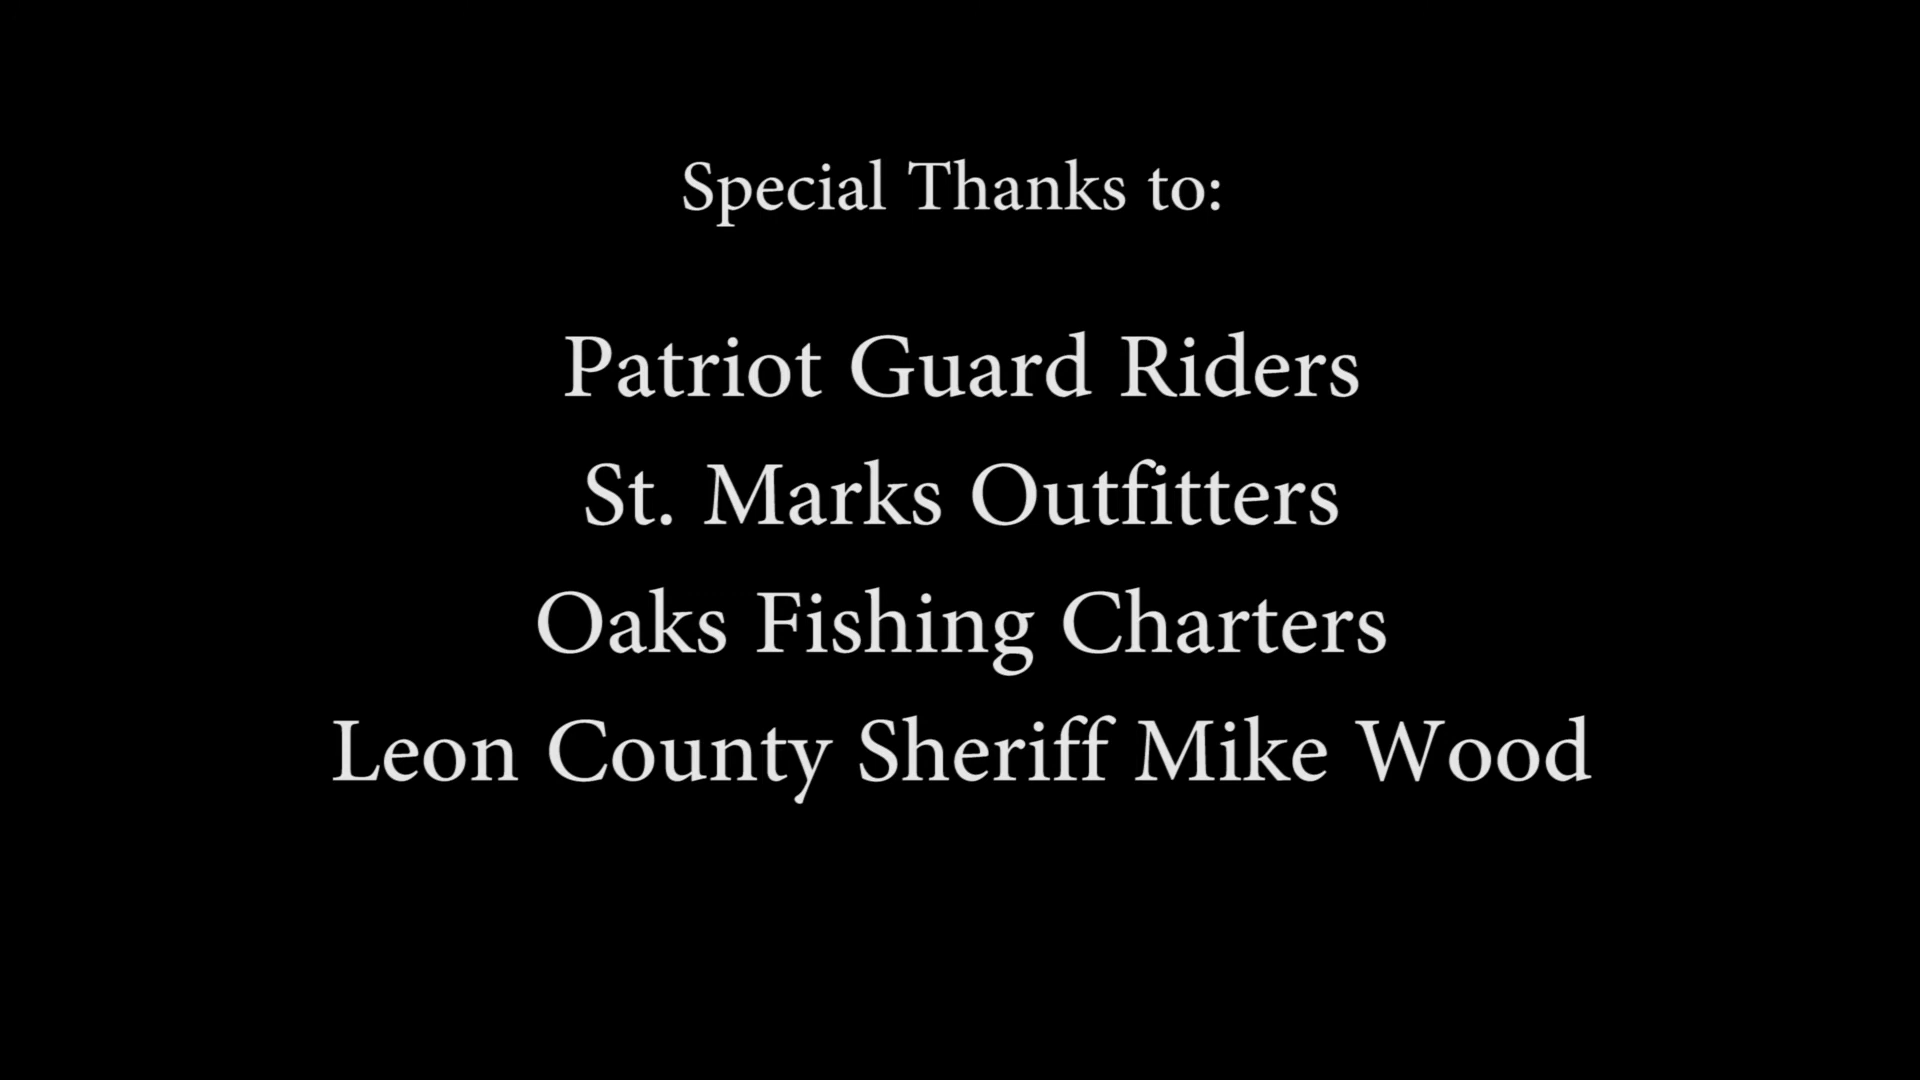 Special Thanks to:
Patriot Guard Riders
St. Marks Outfitters
Oaks Fishing Charters
Leon County Sheriff Mike Wood